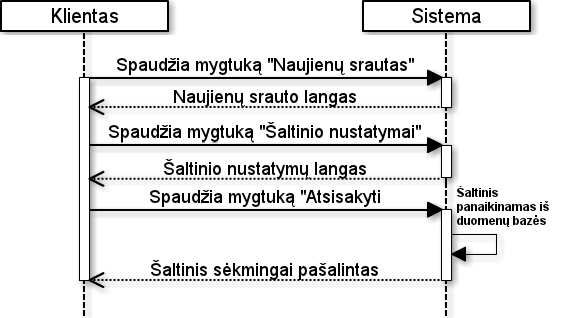 Klientas
Sistema
Spaudžia mygtuką "Naujienų srautas"
Naujienų srauto langas
Spaudžia mygtuką "Šaltinio nustatymai"
Šaltinio nustatymų langas
Spaudžia mygtuką "Atsisakyti
Šaltinis
panaikinamas iš
duomenų bazės
Šaltinis sėkmingai pašalintas